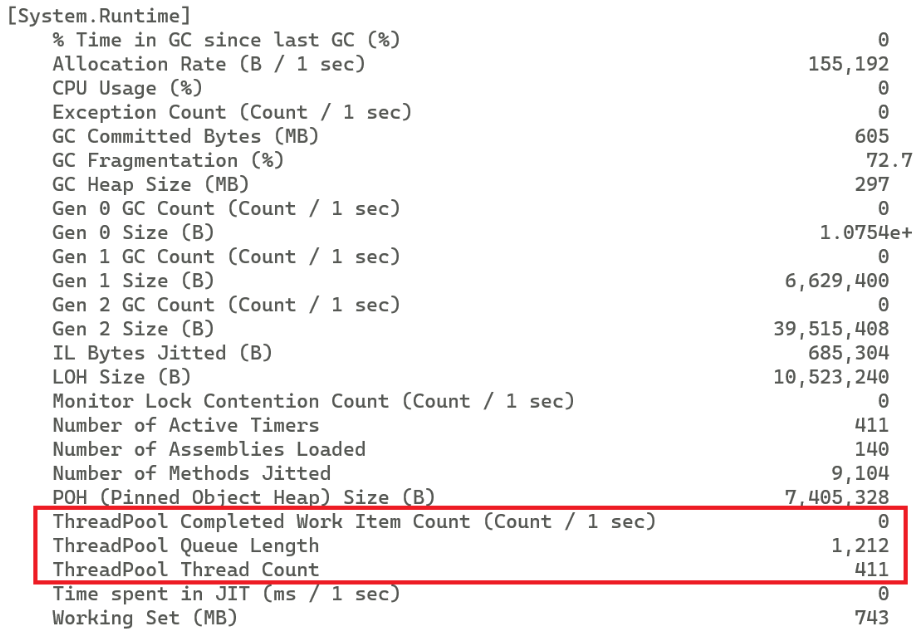 [System.Runtime]
% Time in GC since last GC (%) 0
Allocation Rate (B / 1 sec) 155,192
CPU Usage (%) 0
Exception Count (Count / 1 sec) 0
GC Committed Bytes (MB) 605
GC Fragmentation (%) 72.7
GC Heap Size (MB) 297
Gen 0 GC Count (Count / 1 sec) 0
Gen 0 Size (B) 1.0754e+
Gen 1 GC Count (Count / 1 sec) 0
Gen 1 Size (B) 6,629,400
Gen 2 GC Count (Count / 1 sec) 0
Gen 2 Size (B) 39,515,408
IL Bytes Jitted (B) 685,304
LOH Size (B) 10,523,240
Monitor Lock Contention Count (Count / 1 sec) 0
Number of Active Timers 411
Number of Assemblies Loaded 140
Number of Methods Jitted 9,104
POH (Pinned Object Heap) Size (B) 7,405,328
ThreadPool Completed Work Item Count (Count / 1 sec) 0
ThreadPool Queue Length 1,212
ThreadPool Thread Count 411
Time spent in JIT (ms / 1 sec) 0
Working Set (MB) 743